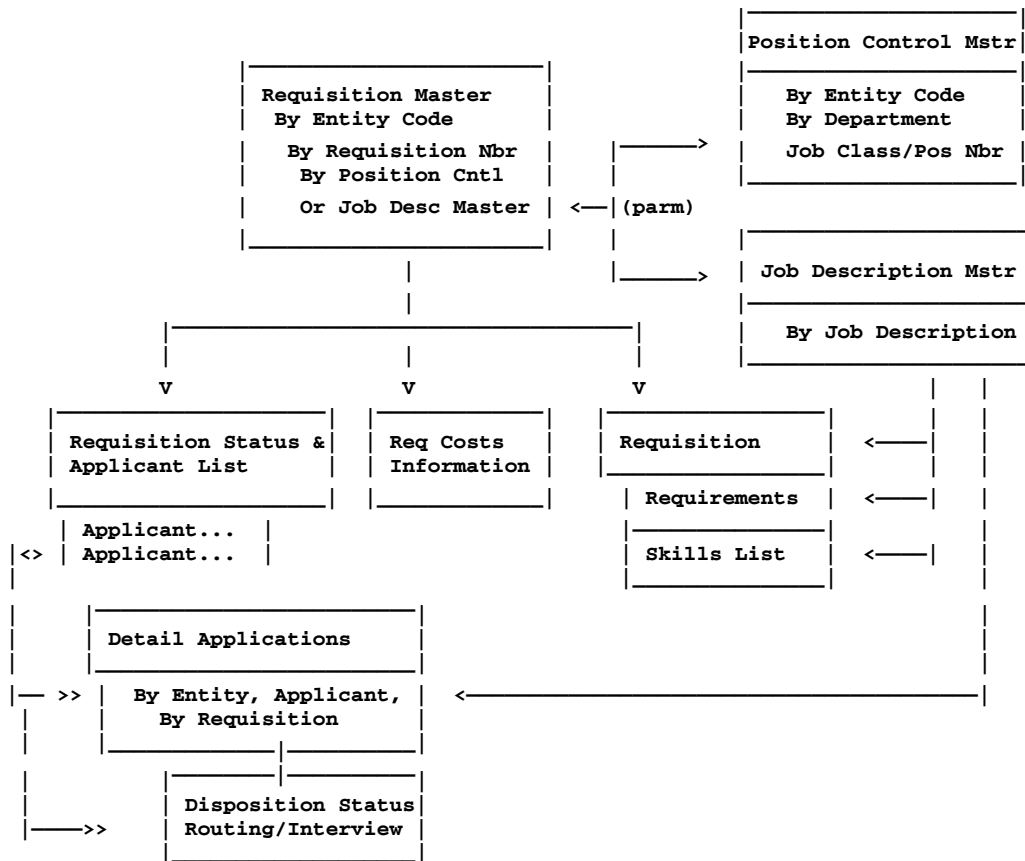 Position Control Mstr
By Entity Code
By Department
Job Class/Pos Nbr
Requisition Master
By Entity Code
By Requisition Nbr
By Position Cntl
Or Job Desc Master
(parm)
Job Description Mstr
By Job Description
V V V
Requisition Status &
Applicant List
Applicant...
Applicant...
Req Costs
Information
Requisition
Requirements
Skills List
Detail Applications
By Entity, Applicant,
By Requisition
Disposition Status
Routing/Interview